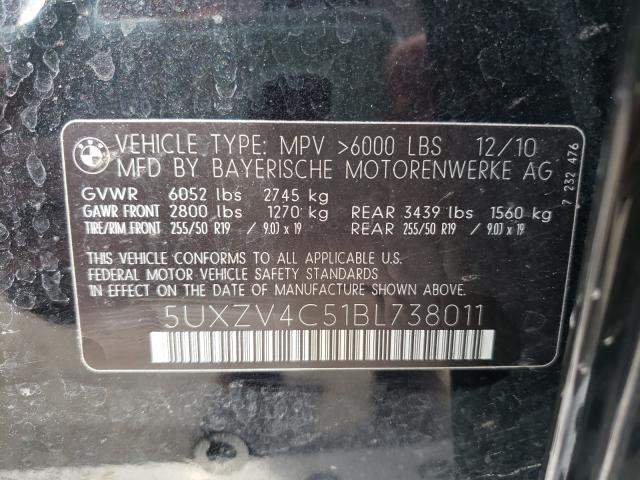 BMW
VEHICLE TYPE: MPV >6000 LBS 12/10
MFD BY BAYERISCHE MOTORENWERKE AG
GVWR 6052 lbs 2745 kg
GAWR FRONT 2800 lbs 1270 kg REAR 3439 lbs 1560 kg
TIRE/RIM FRONT 255/50 R19 / 9.0J x 19 REAR 255/50 R19 / 9.0J x 19
THIS VEHICLE CONFORMS TO ALL APPLICABLE U.S.
FEDERAL MOTOR VEHICLE SAFETY STANDARDS
IN EFFECT ON THE DATE OF MANUFACTURE SHOWN ABOVE.
5UXZV4C51BL738011
7 232 476